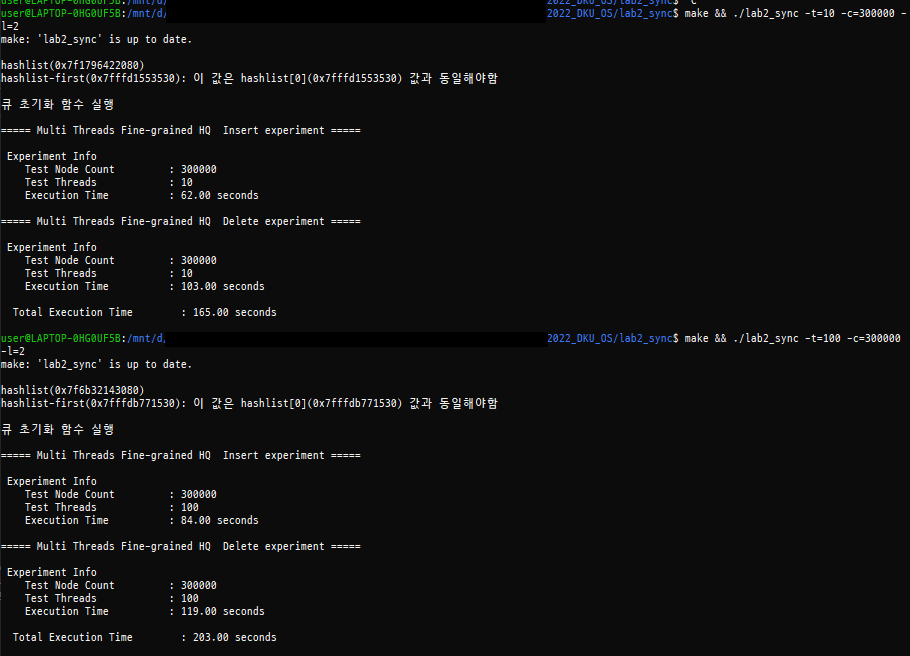 user@LAPTOP-0HG0UF5B:/mnt/d/ 2022_DKU_OS/lab2_sync$ ^C
user@LAPTOP-0HG0UF5B:/mnt/d/ 2022_DKU_OS/lab2_sync$ make && ./lab2_sync -t=10 -c=300000 -
l=2
make: 'lab2_sync' is up to date.
hashlist(0x7f1796422080)
hashlist-first(0x7fffd1553530): 이 값은 hashlist[0](0x7fffd1553530) 값과 동일해야함
큐 초기화 함수 실행
===== Multi Threads Fine-grained HQ  Insert experiment =====
Experiment Info
Test Node Count : 300000
Test Threads : 10
Execution Time : 62.00 seconds
===== Multi Threads Fine-grained HQ  Delete experiment =====
Experiment Info
Test Node Count : 300000
Test Threads : 10
Execution Time : 103.00 seconds
Total Execution Time : 165.00 seconds
user@LAPTOP-0HG0UF5B:/mnt/d/ 2022_DKU_OS/lab2_sync$ make && ./lab2_sync -t=100 -c=300000
-l=2
make: 'lab2_sync' is up to date.
hashlist(0x7f6b32143080)
hashlist-first(0x7fffdb771530): 이 값은 hashlist[0](0x7fffdb771530) 값과 동일해야함
큐 초기화 함수 실행
===== Multi Threads Fine-grained HQ  Insert experiment =====
Experiment Info
Test Node Count : 300000
Test Threads : 100
Execution Time : 84.00 seconds
===== Multi Threads Fine-grained HQ  Delete experiment =====
Experiment Info
Test Node Count : 300000
Test Threads : 100
Execution Time : 119.00 seconds
Total Execution Time : 203.00 seconds